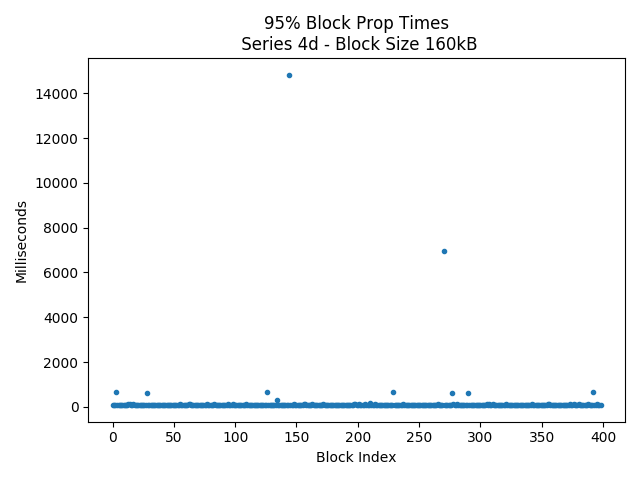 95% Block Prop Times
Series 4d - Block Size 160kB
Milliseconds
14000
12000
10000
8000
6000
4000
2000
0
0 50 100 150 200 250 300 350 400
Block Index